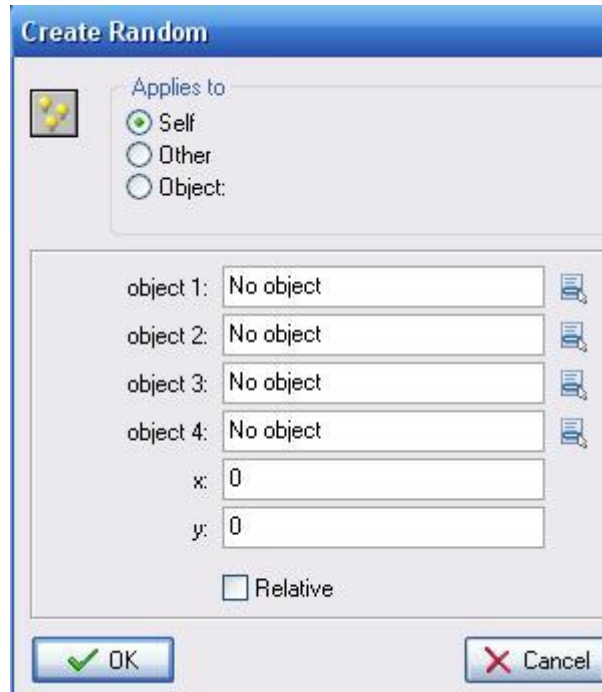 Create Random
Applies to
Self
Other
Object:
object 1: No object
object 2: No object
object 3: No object
object 4: No object
x: 0
y: 0
Relative
OK Cancel